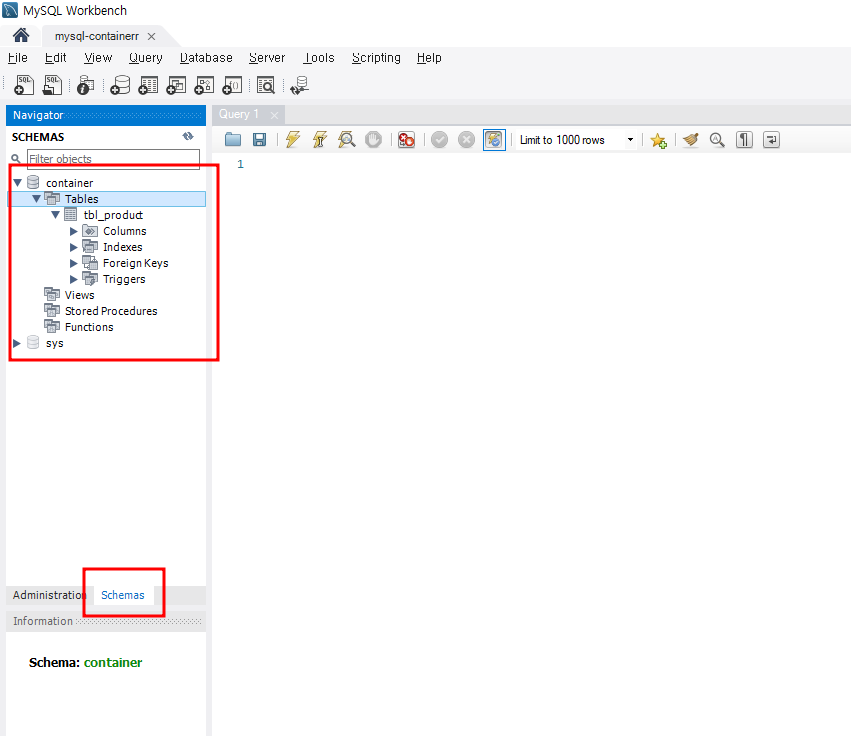 MySQL Workbench
mysql-containerr
File Edit View Query Database Server Tools Scripting Help
SQL SQL
Navigator
Query 1
SCHEMAS
Limit to 1000 rows
Filter objects
1
container
Tables
tbl_product
Columns
Indexes
Foreign Keys
Triggers
Views
Stored Procedures
Functions
sys
Administration Schemas
Information
Schema: container